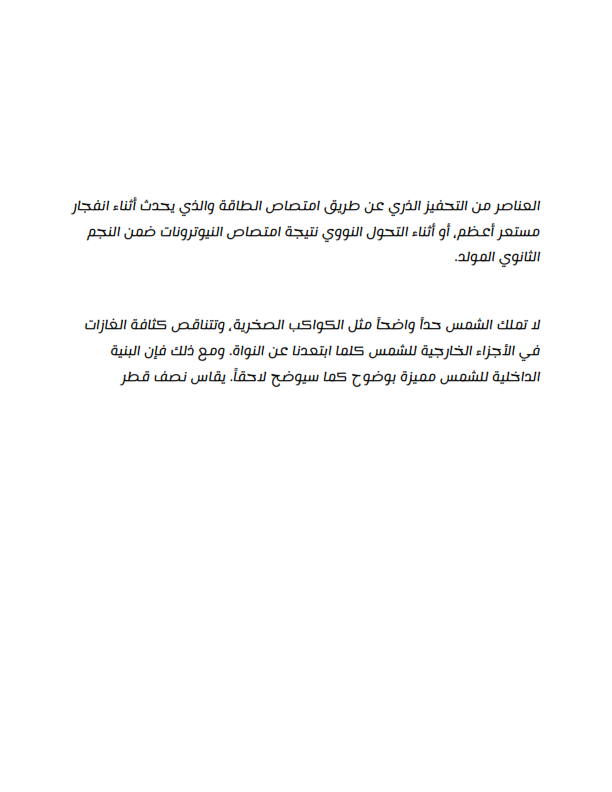 العناصر من التحفيز الذري عن طريق امتصاص الطاقة والذي يحدث أثناء انفجار
مستعر أعظم، أو أثناء التحول النووي نتيجة امتصاص النيوترونات ضمن النجم
الثانوي المولد.
لا تملك الشمس حداً واضحاً مثل الكواكب الصخرية، وتتناقص كثافة الغازات
في الأجزاء الخارجية للشمس كلما ابتعدنا عن النواة. ومع ذلك فإن البنية
الداخلية للشمس مميزة بوضوح كما سيوضح لاحقاً. يقاس نصف قطر